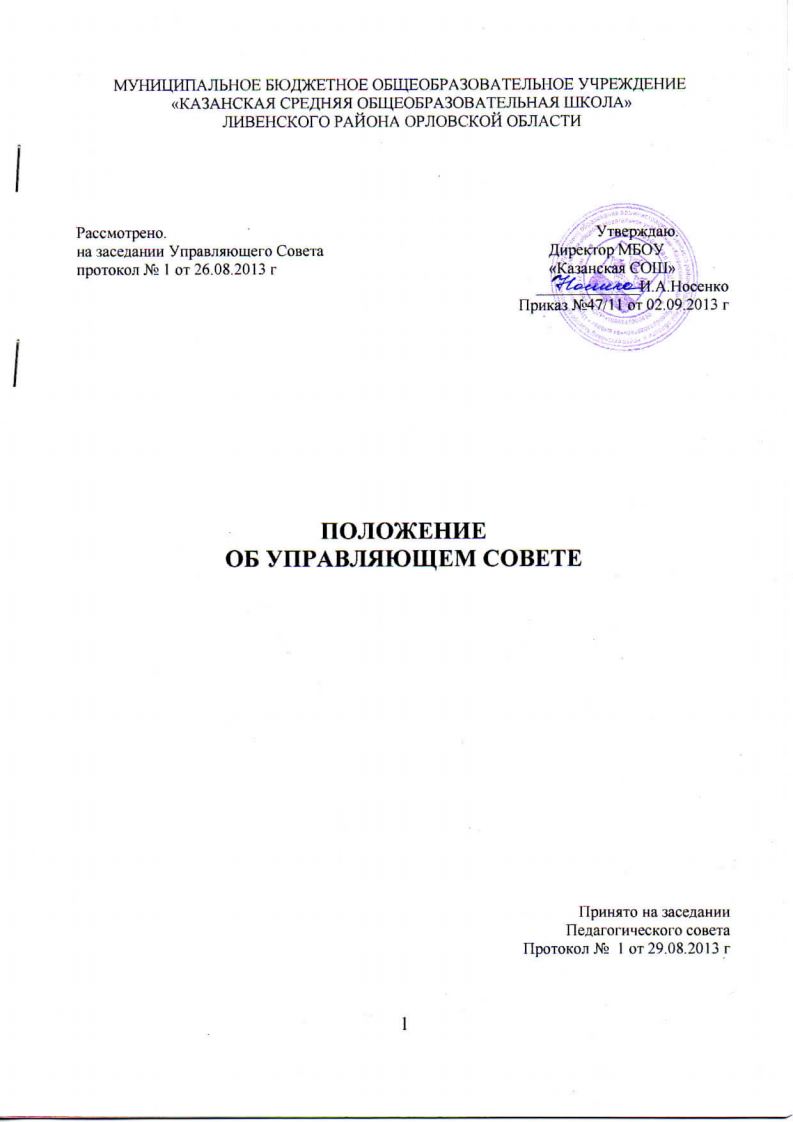 МУНИЦИПАЛЬНОЕ БЮДЖЕТНОЕ ОБЩЕОБРАЗОВАТЕЛЬНОЕ УЧРЕЖДЕНИЕ
«КАЗАНСКАЯ СРЕДНЯЯ ОБЩЕОБРАЗОВАТЕЛЬНАЯ ШКОЛА»
ЛИВЕНСКОГО РАЙОНА ОРЛОВСКОЙ ОБЛАСТИ
Рассмотрено.
на заседании Управляющего Совета
протокол № 1 от 26.08.2013 г
Утверждаю.
Директор МБОУ
«Казанская СОШ»
И.А.Носенко
Приказ №47/11 от 02.09.2013 г
ПОЛОЖЕНИЕ
ОБ УПРАВЛЯЮЩЕМ СОВЕТЕ
Принято на заседании
Педагогического совета
Протокол № 1 от 29.08.2013 г
1